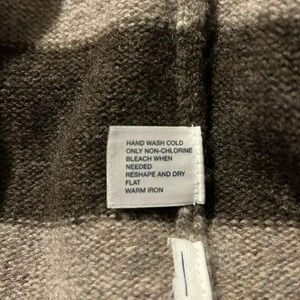 HAND WASH COLD
ONLY NON-CHLORINE
BLEACH WHEN
NEEDED
RESHAPE AND DRY
FLAT
WARM IRON